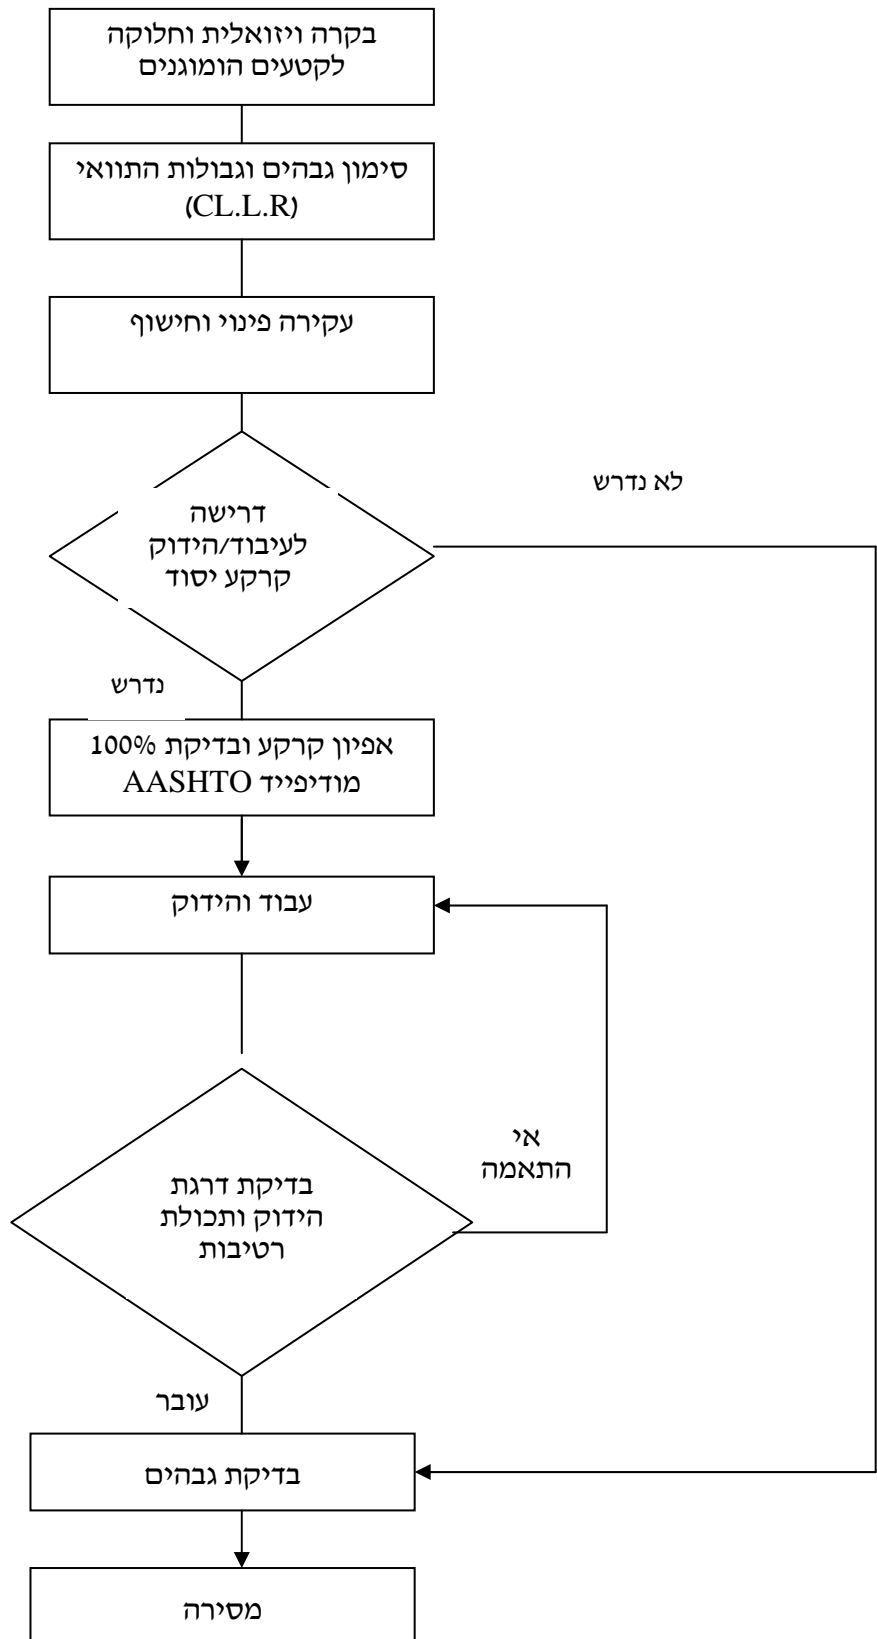 בקרה ויזואלית וחלוקה
לקטעים הומוגנים
סימון גבהים וגבולות התוואי
(CL.L.R)
עקירה פינוי וחישוף
לא נדרש
דרישה
לעיבוד/הידוק
קרקע יסוד
נדרש
אפיון קרקע ובדיקת 100%
מודיפייד AASHTO
עבוד והידוק
אי
התאמה
בדיקת דרגת
הידוק ותכולת
רטיבות
עובר
בדיקת גבהים
מסירה